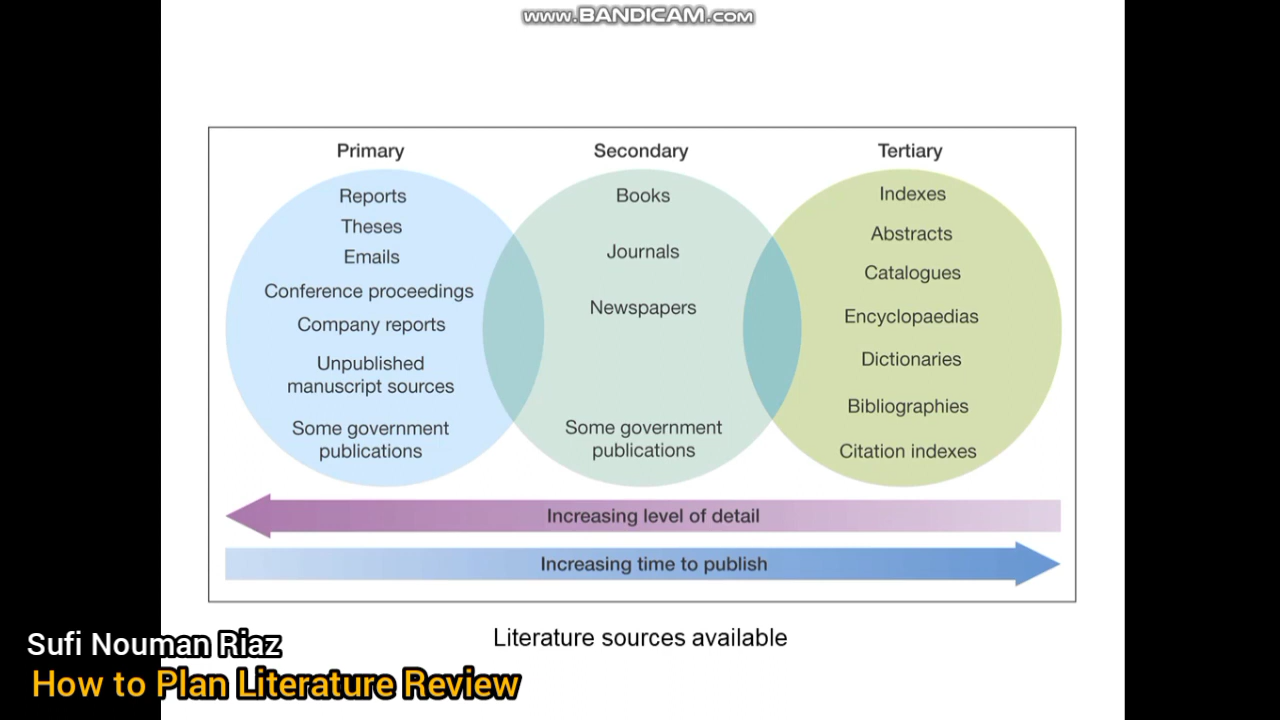 www.BANDICAM.com
Primary
Reports
Theses
Emails
Conference proceedings
Company reports
Unpublished
manuscript sources
Some government
publications
Secondary
Books
Journals
Newspapers
Some government
publications
Tertiary
Indexes
Abstracts
Catalogues
Encyclopaedias
Dictionaries
Bibliographies
Citation indexes
Increasing level of detail
Increasing time to publish
Literature sources available
Sufi Nouman Riaz
How to Plan Literature Review